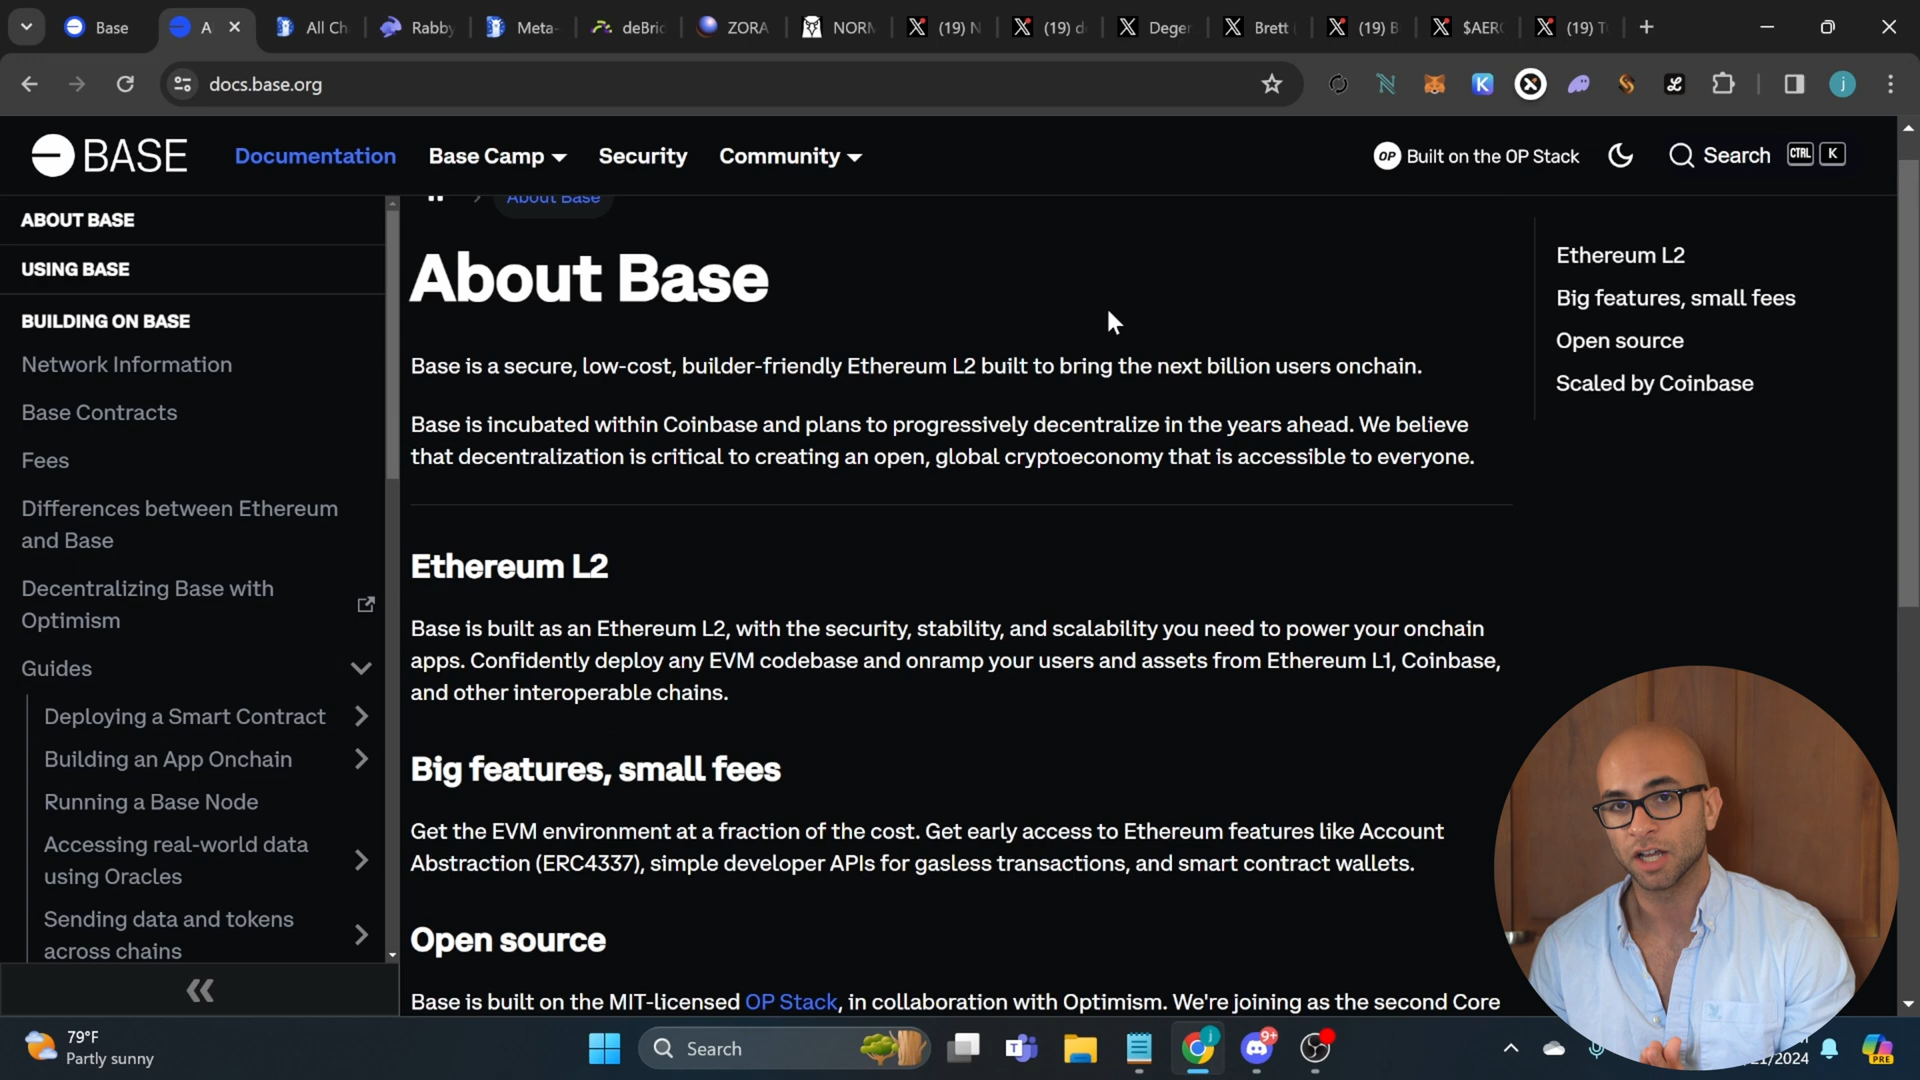 Base
A
All Ch
Rabby
Meta-
deBric
ZORA
NORM
(19) N
(19) d
Deger
Brett
(19) B
$AERO
(19) T
docs.base.org
BASE
Documentation
Base Camp
Security
Community
OP Built on the OP Stack
Search CTRL K
ABOUT BASE
USING BASE
BUILDING ON BASE
Network Information
Base Contracts
Fees
Differences between Ethereum
and Base
Decentralizing Base with
Optimism
Guides
Deploying a Smart Contract
Building an App Onchain
Running a Base Node
Accessing real-world data
using Oracles
Sending data and tokens
across chains
About Base
About Base
Base is a secure, low-cost, builder-friendly Ethereum L2 built to bring the next billion users onchain.
Base is incubated within Coinbase and plans to progressively decentralize in the years ahead. We believe
that decentralization is critical to creating an open, global cryptoeconomy that is accessible to everyone.
Ethereum L2
Base is built as an Ethereum L2, with the security, stability, and scalability you need to power your onchain
apps. Confidently deploy any EVM codebase and onramp your users and assets from Ethereum L1, Coinbase,
and other interoperable chains.
Big features, small fees
Get the EVM environment at a fraction of the cost. Get early access to Ethereum features like Account
Abstraction (ERC4337), simple developer APIs for gasless transactions, and smart contract wallets.
Open source
Base is built on the MIT-licensed OP Stack, in collaboration with Optimism. We're joining as the second Core
Ethereum L2
Big features, small fees
Open source
Scaled by Coinbase
79°F
Partly sunny
Search
9+
/2024
PRE